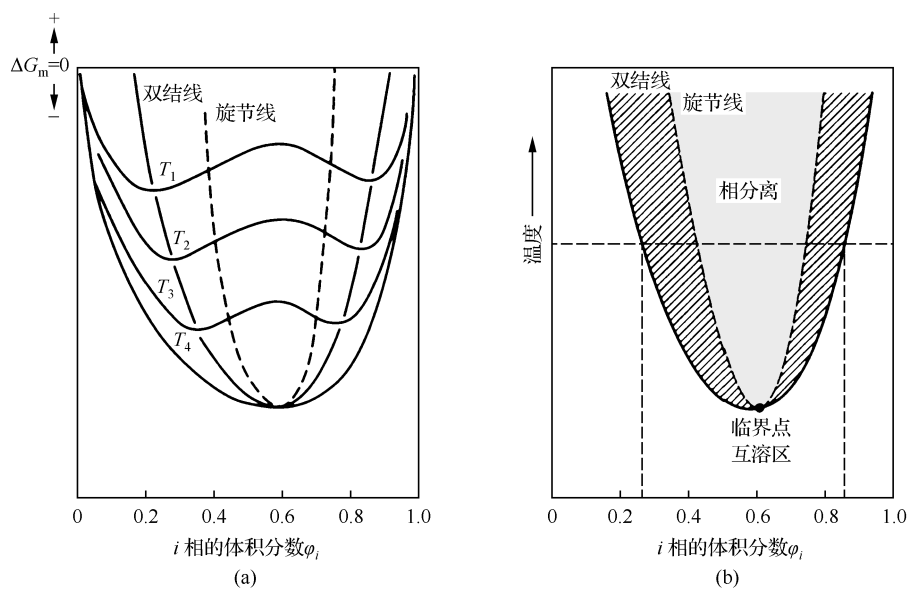 +
ΔGm=0
−
双结线
旋节线
T1
T2
T3
T4
0
0.2
0.4
0.6
0.8
1.0
i 相的体积分数φi
(a)
双结线
旋节线
相分离
温度
临界点
互溶区
0
0.2
0.4
0.6
0.8
1.0
i 相的体积分数φi
(b)